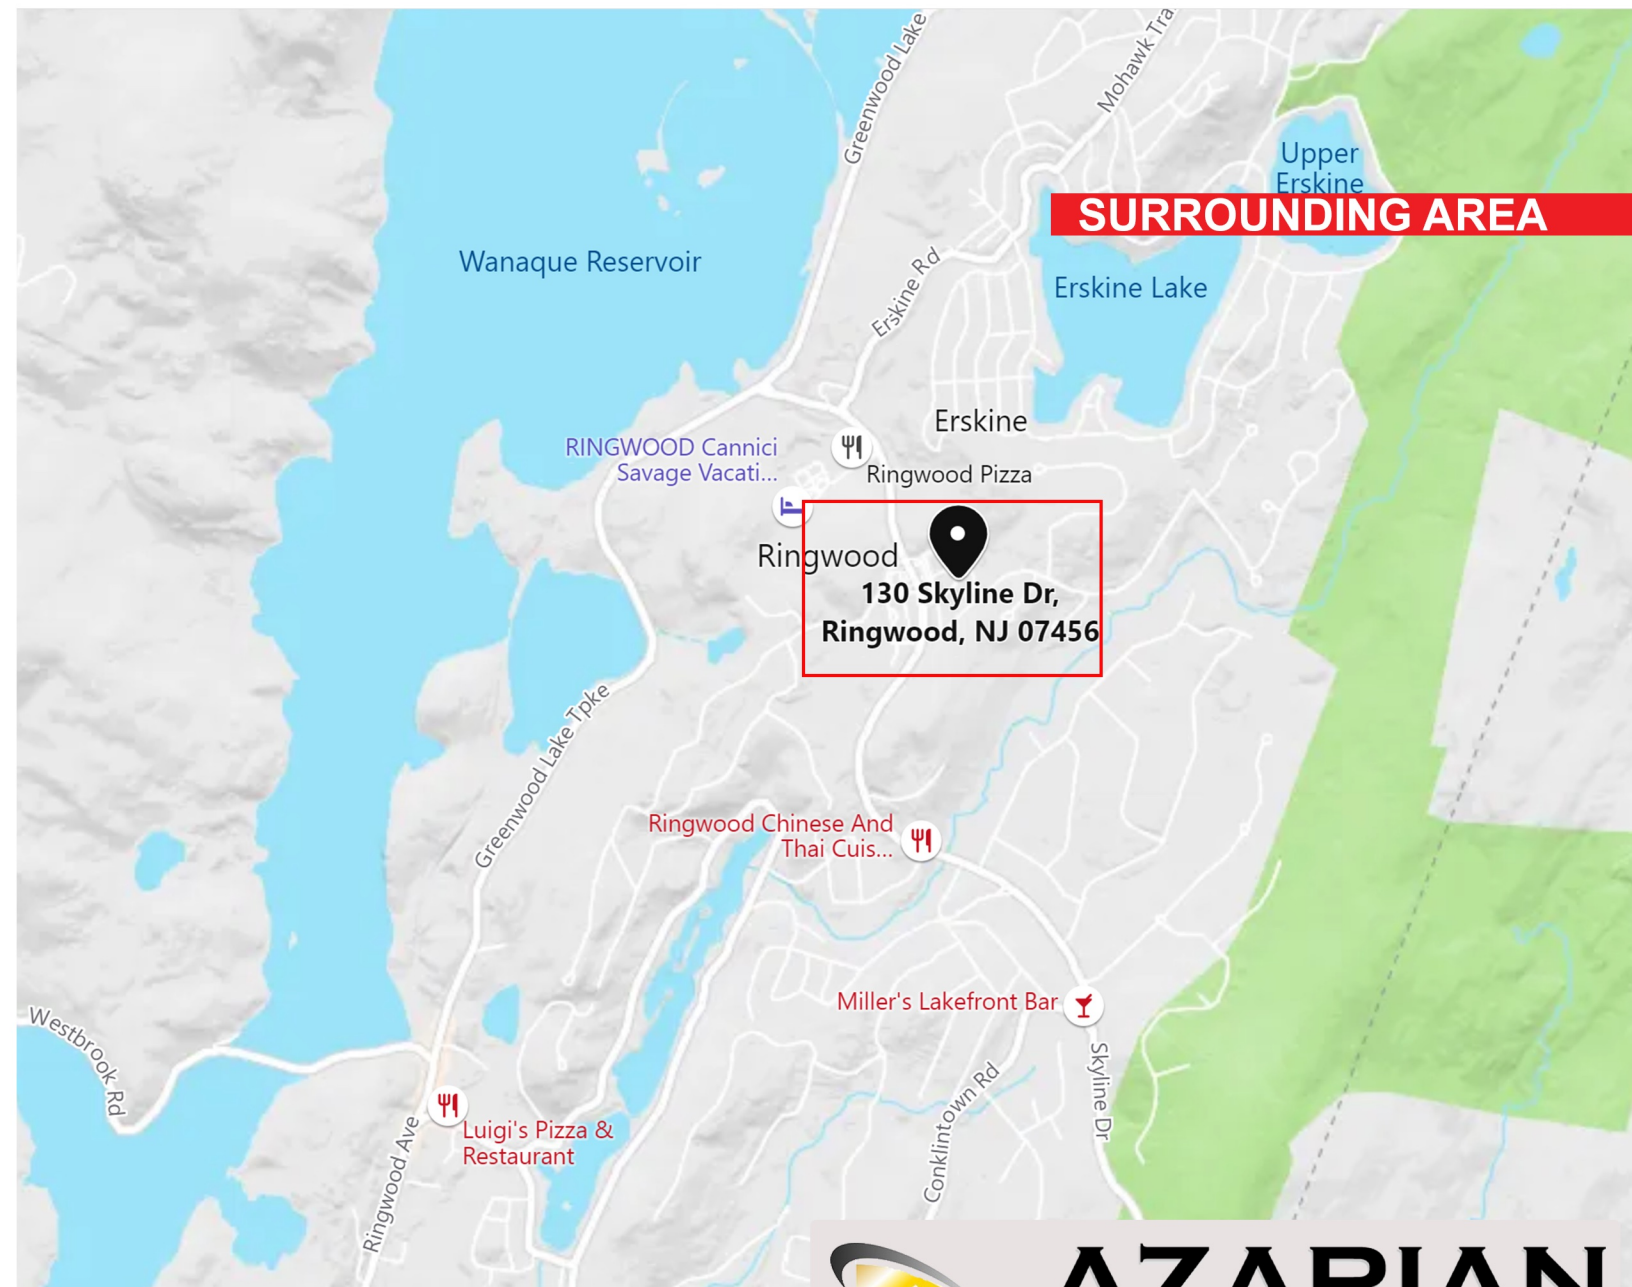 Greenwood Lake
Mohawk Tra
Upper
Erskine
SURROUNDING AREA
Wanaque Reservoir
Erskine Rd
Erskine Lake
Erskine
RINGWOOD Cannici
Savage Vacati...
Ringwood Pizza
Ringwood
130 Skyline Dr,
Ringwood, NJ 07456
Greenwood Lake Tpke
Ringwood Chinese And
Thai Cuis...
Miller's Lakefront Bar
Westbrook Rd
Skyline Dr
Conklintown Rd
Luigi's Pizza &
Restaurant
Ringwood Ave
AZARIAN